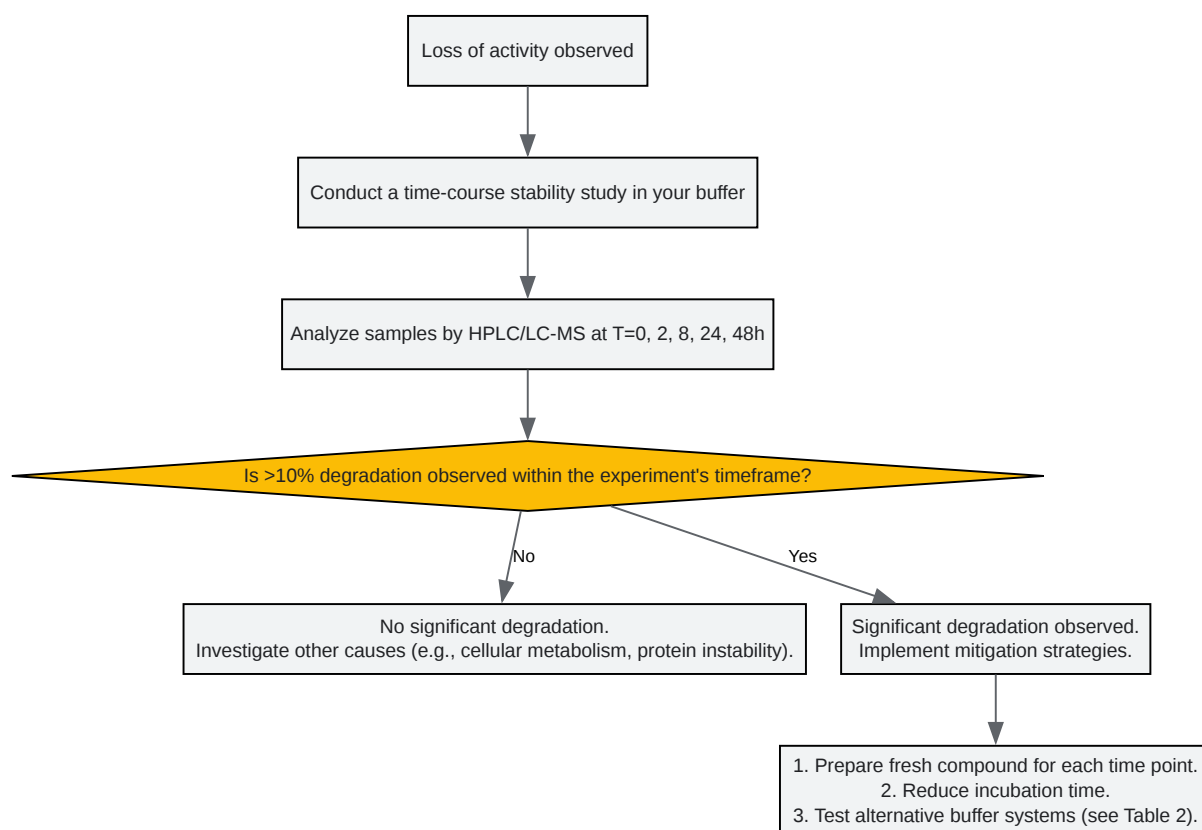 Loss of activity observed
Conduct a time-course stability study in your buffer
Analyze samples by HPLC/LC-MS at T=0, 2, 8, 24, 48h
Is >10% degradation observed within the experiment's timeframe?
No
Yes
No significant degradation.
Investigate other causes (e.g., cellular metabolism, protein instability).
Significant degradation observed.
Implement mitigation strategies.
1. Prepare fresh compound for each time point.
2. Reduce incubation time.
3. Test alternative buffer systems (see Table 2).